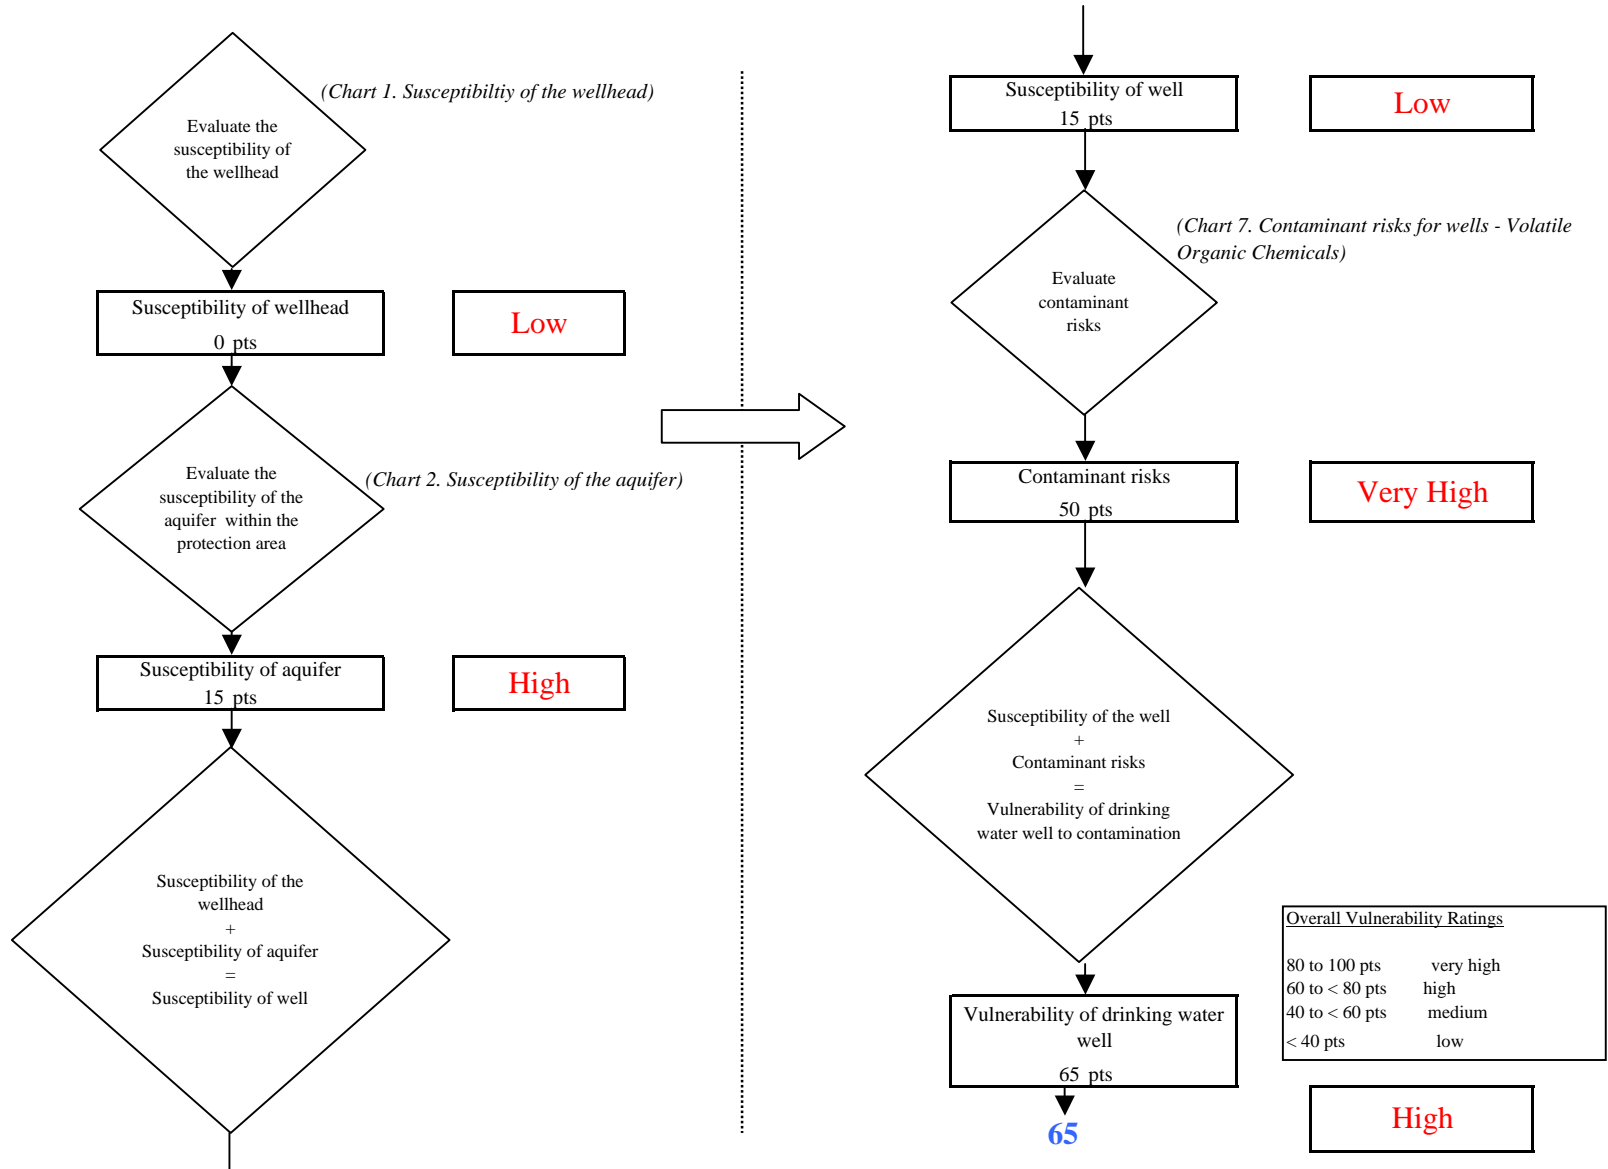 (Chart 1. Susceptibiltiy of the wellhead)
Evaluate the
susceptibility of
the wellhead
Susceptibility of wellhead
0 pts
Low
Evaluate the
susceptibility of the
aquifer within the
protection area
(Chart 2. Susceptibility of the aquifer)
Susceptibility of aquifer
15 pts
High
Susceptibility of the
wellhead
+
Susceptibility of aquifer
=
Susceptibility of well
Susceptibility of well
15 pts
Low
(Chart 7. Contaminant risks for wells - Volatile
Organic Chemicals)
Evaluate
contaminant
risks
Contaminant risks
50 pts
Very High
Susceptibility of the well
+
Contaminant risks
=
Vulnerability of drinking
water well to contamination
Overall Vulnerability Ratings
80 to 100 pts very high
60 to < 80 pts high
40 to < 60 pts medium
< 40 pts low
Vulnerability of drinking water
well
65 pts
65
High